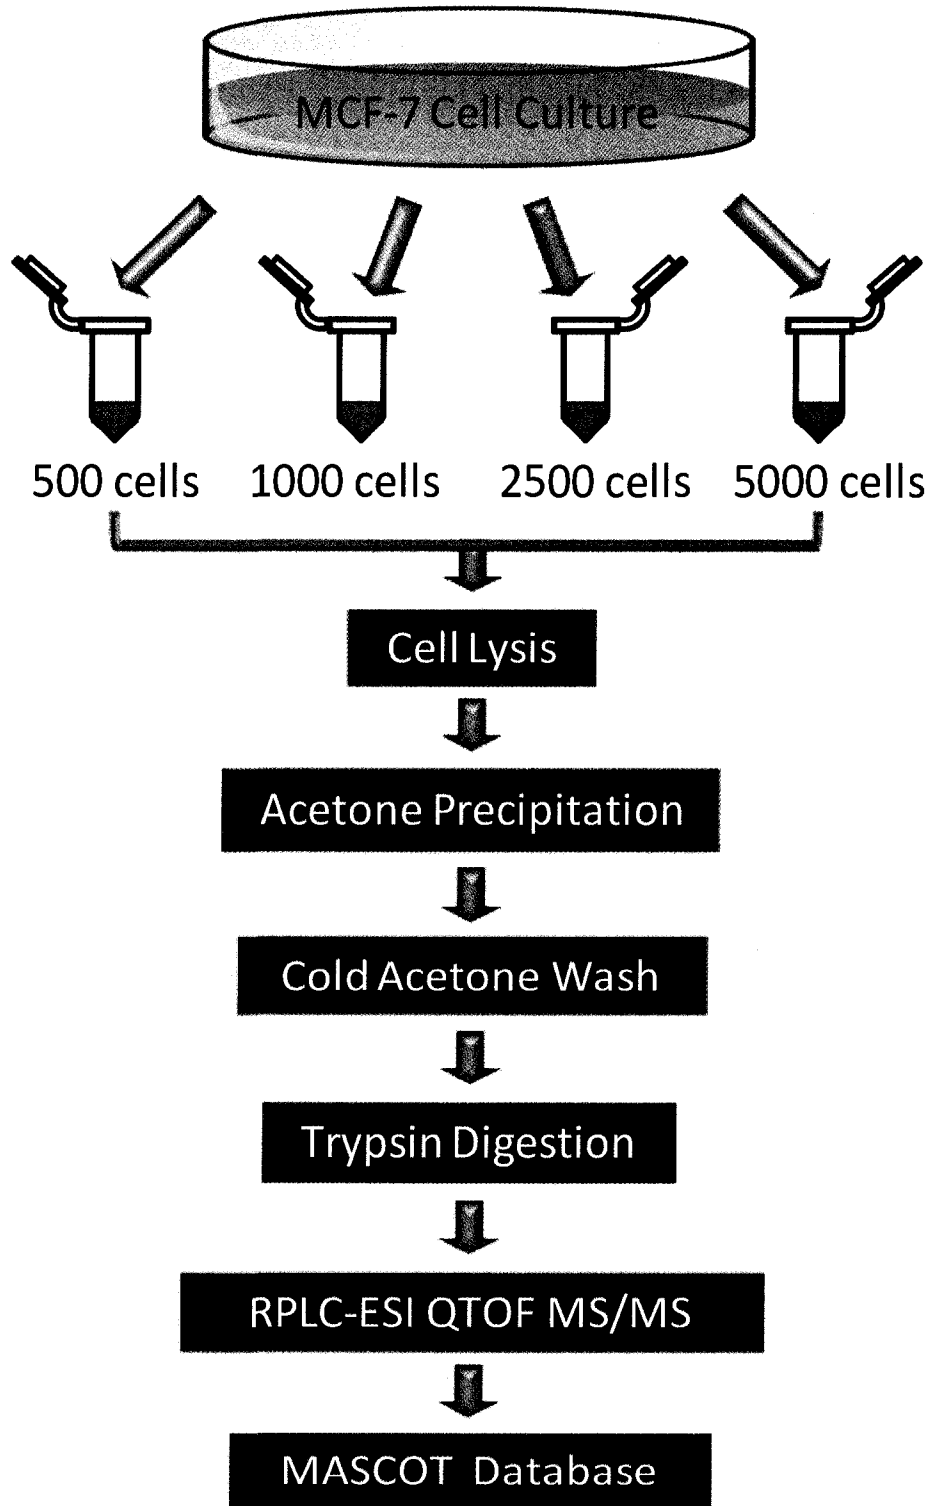 MCF-7 Cell Culture
500 cells 1000 cells 2500 cells 5000 cells
Cell Lysis
Acetone Precipitation
Cold Acetone Wash
Trypsin Digestion
RPLC-ESI QTOF MS/MS
MASCOT Database